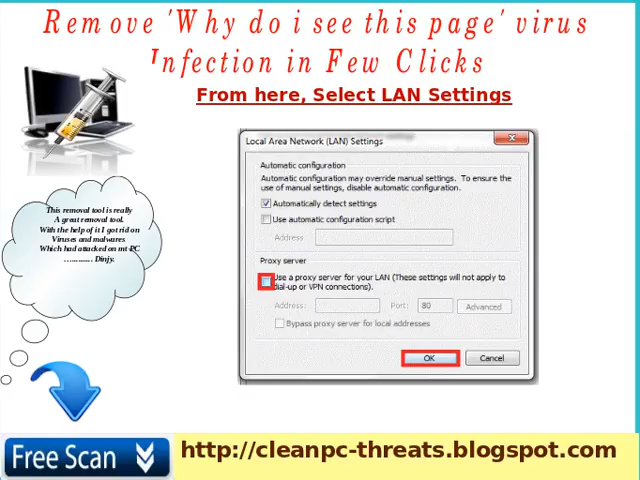 Remove 'Why do i see this page' virus
Infection in Few Clicks
From here, Select LAN Settings
This removal tool is really
A great removal tool.
With the help of it I got rid on
Viruses and malwares.
Which had attacked on mt-PC
............ Dinjy.
Local Area Network (LAN) Settings
Automatic configuration
Automatic configuration may override manual settings. To ensure the
use of manual settings, disable automatic configuration.
Automatically detect settings
Use automatic configuration script
Address
Proxy server
Use a proxy server for your LAN (These settings will not apply to
dial-up or VPN connections).
Address: Port: 80 Advanced
Bypass proxy server for local addresses
OK Cancel
Free Scan
http://cleanpc-threats.blogspot.com